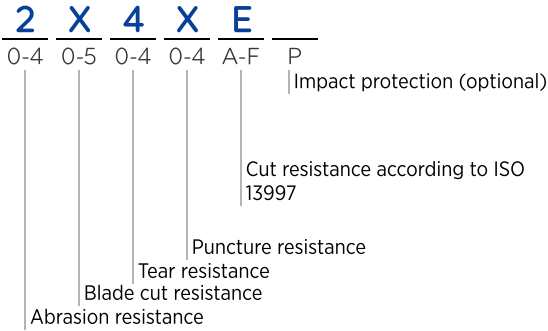 2 X 4 X E
0-4 0-5 0-4 0-4 A-F P
Impact protection (optional)
Cut resistance according to ISO
13997
Puncture resistance
Tear resistance
Blade cut resistance
Abrasion resistance